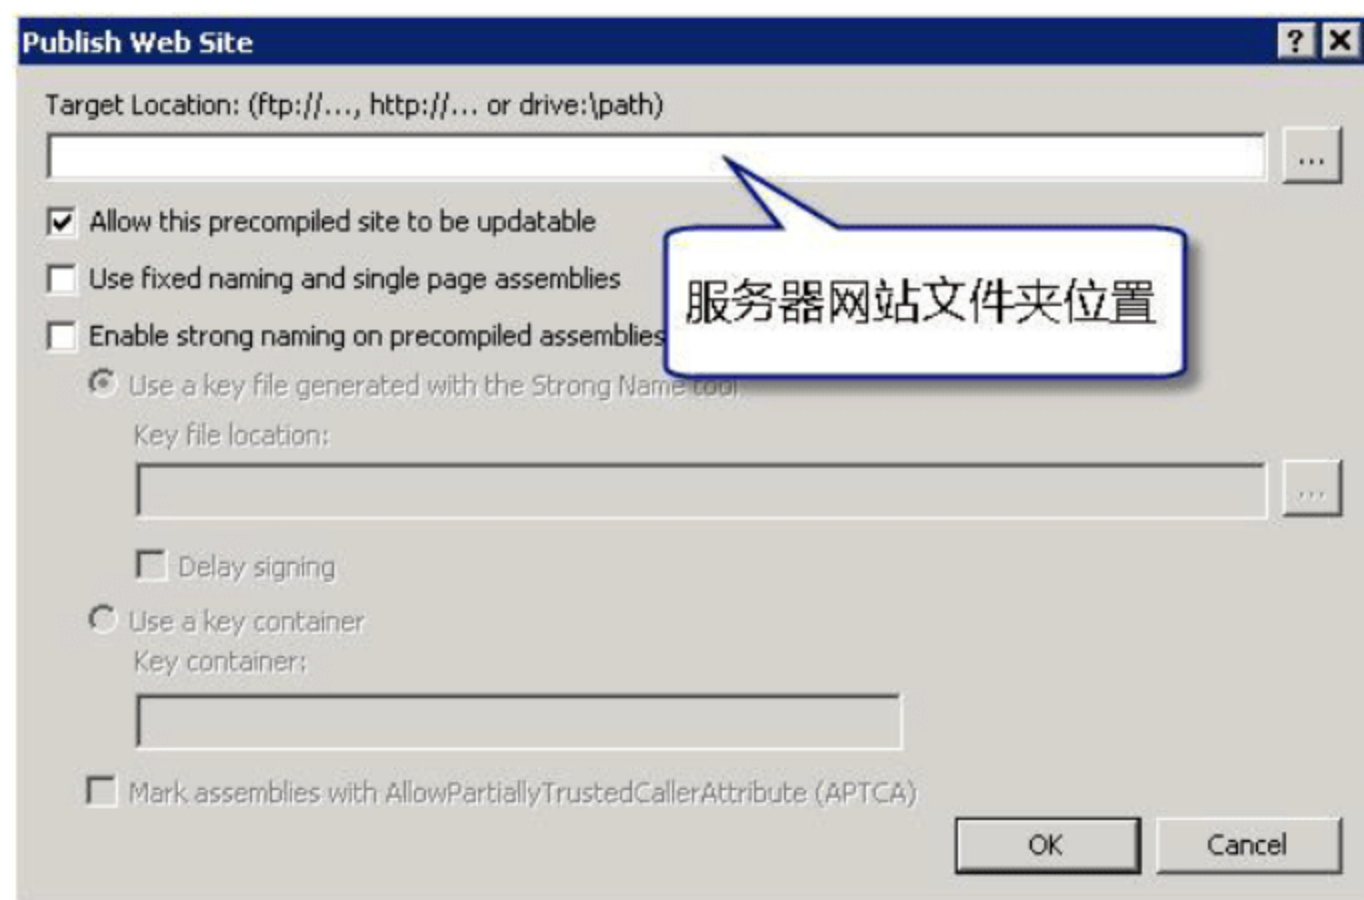 Publish Web Site
Target Location: (ftp://..., http://... or drive:\path)
...
Allow this precompiled site to be updatable
Use fixed naming and single page assemblies
服务器网站文件夹位置
Enable strong naming on precompiled assemblies
Use a key file generated with the Strong Name tool
Key file location:
...
Delay signing
Use a key container
Key container:
Mark assemblies with AllowPartiallyTrustedCallerAttribute (APTCA)
OK
Cancel